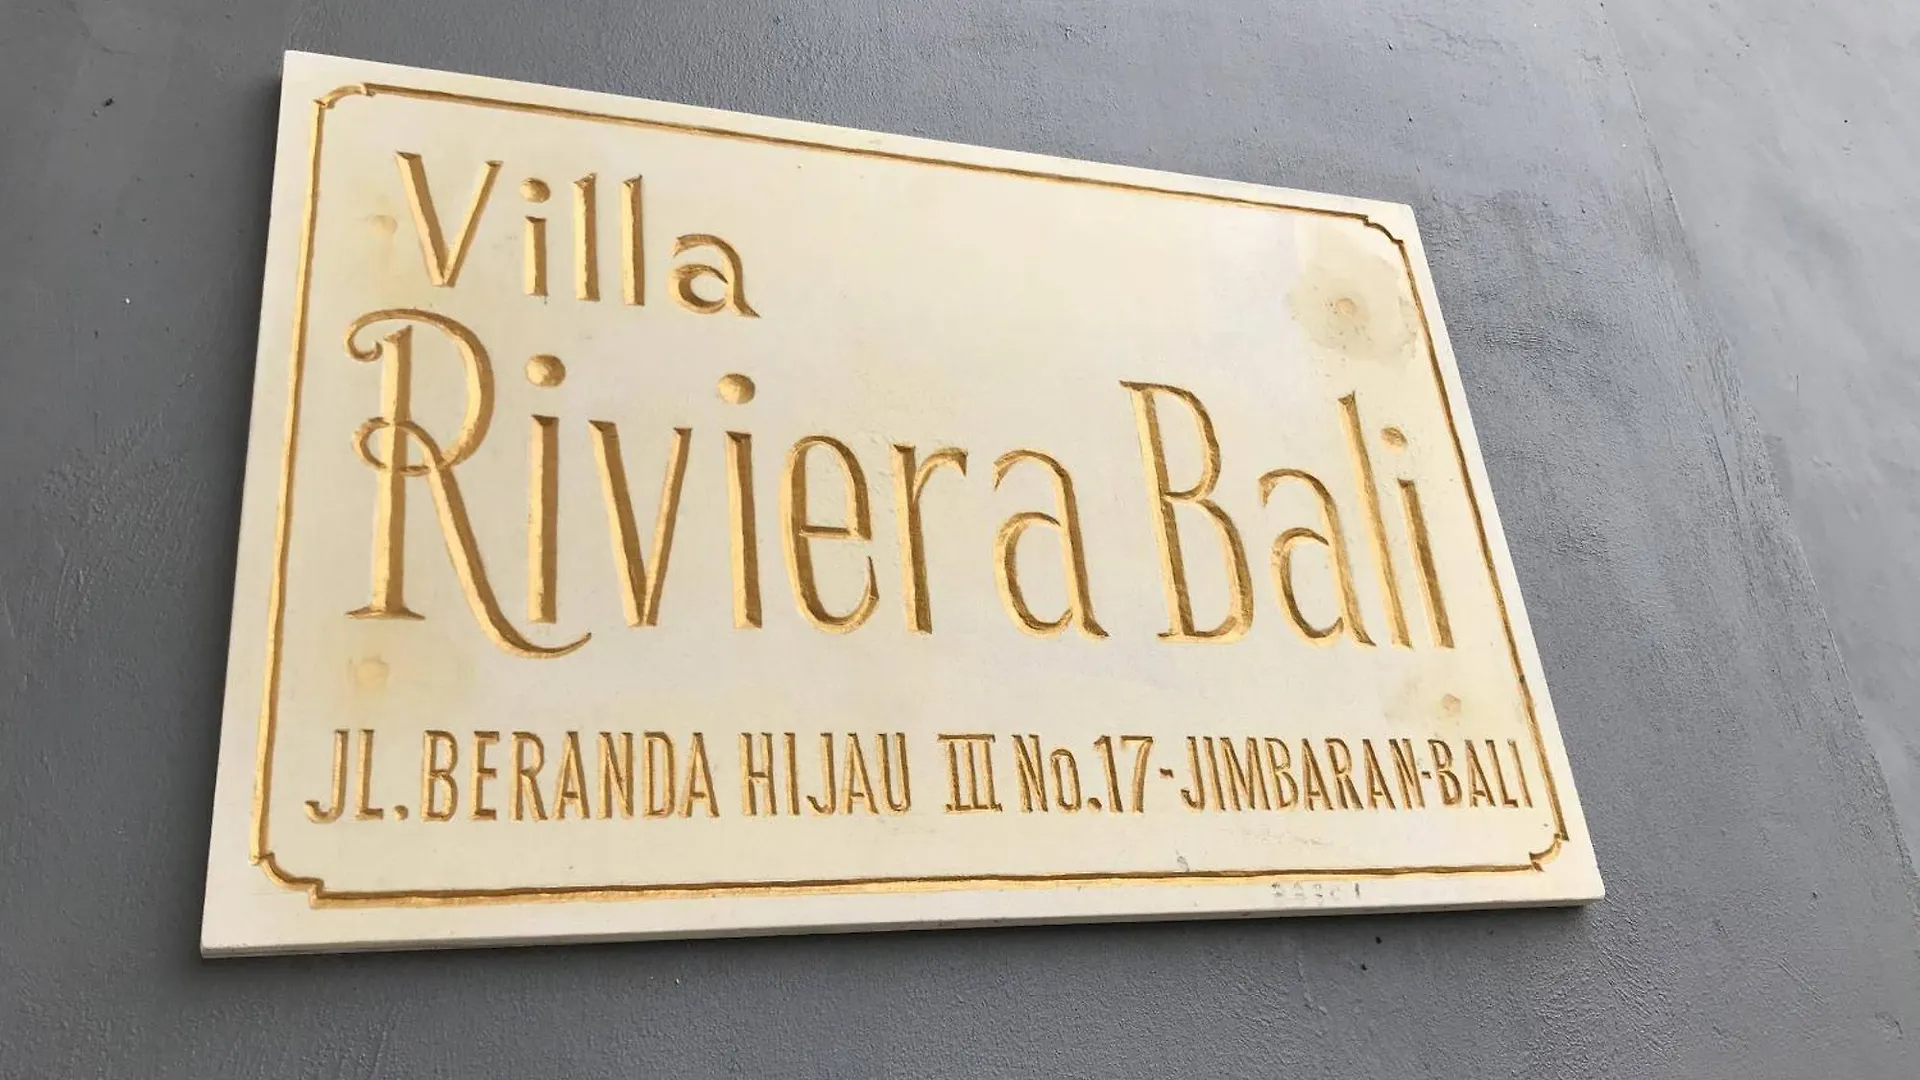 Villa
Riviera Bali
JL. BERANDA HIJAU III No. 17 - JIMBARAN - BALI